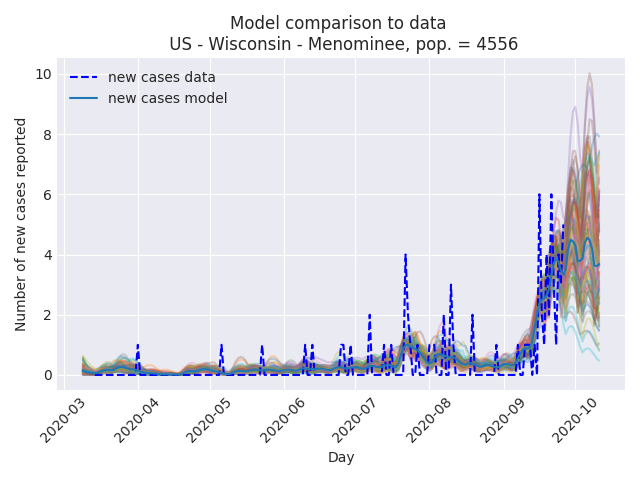 Model comparison to data
US - Wisconsin - Menominee, pop. = 4556
new cases data
new cases model
Number of new cases reported
10
8
6
4
2
0
2020-03
2020-04
2020-05
2020-06
2020-07
2020-08
2020-09
2020-10
Day